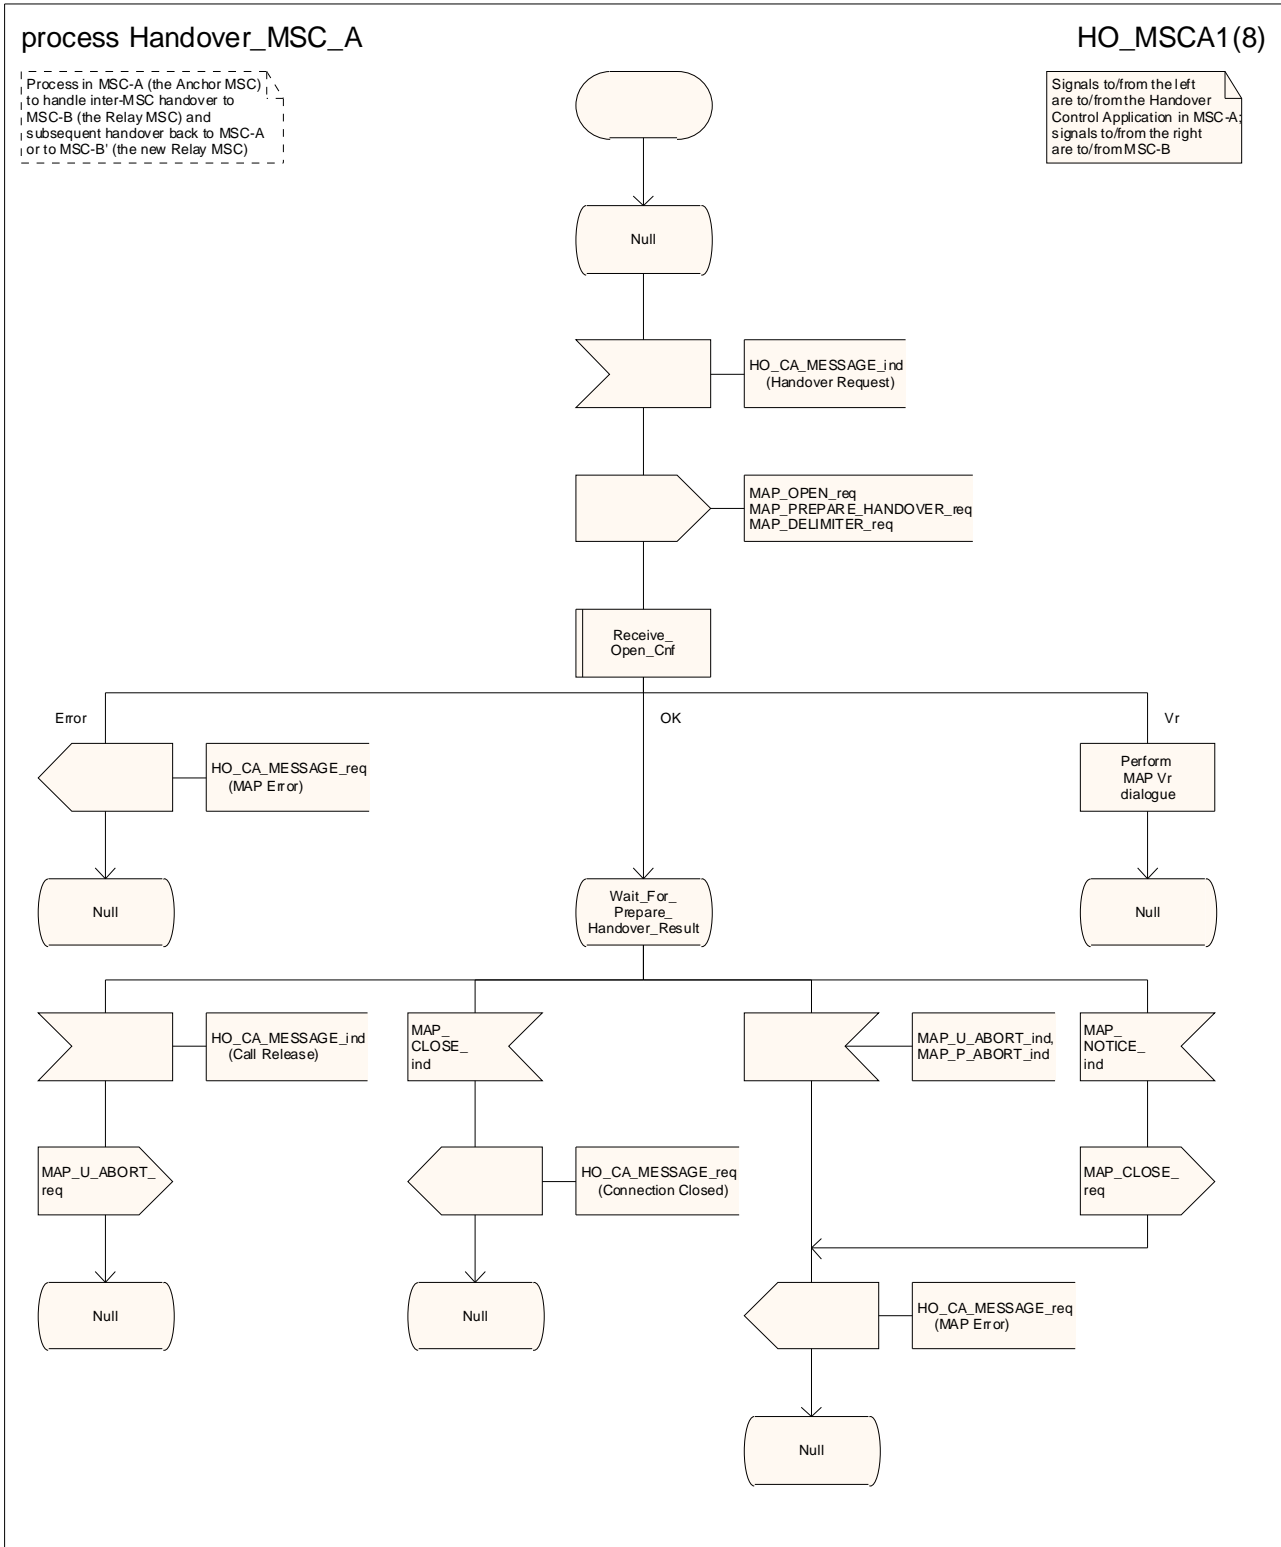 process Handover_MSC_A
HO_MSCA1(8)
Process in MSC-A (the Anchor MSC)
to handle inter-MSC handover to
MSC-B (the Relay MSC) and
subsequent handover back to MSC-A
or to MSC-B' (the new Relay MSC)
Signals to/from the left
are to/from the Handover
Control Application in MSC-A;
signals to/from the right
are to/from MSC-B
Null
HO_CA_MESSAGE_ind
(Handover Request)
MAP_OPEN_req
MAP_PREPARE_HANDOVER_req
MAP_DELIMITER_req
Receive_
Open_Cnf
Error
OK
Vr
HO_CA_MESSAGE_req
(MAP Error)
Perform
MAP Vr
dialogue
Null
Wait_For_
Prepare_
Handover_Result
Null
HO_CA_MESSAGE_ind
(Call Release)
MAP_
CLOSE_
ind
MAP_U_ABORT_ind,
MAP_P_ABORT_ind
MAP_
NOTICE_
ind
MAP_U_ABORT_
req
HO_CA_MESSAGE_req
(Connection Closed)
MAP_CLOSE_
req
Null
Null
HO_CA_MESSAGE_req
(MAP Error)
Null